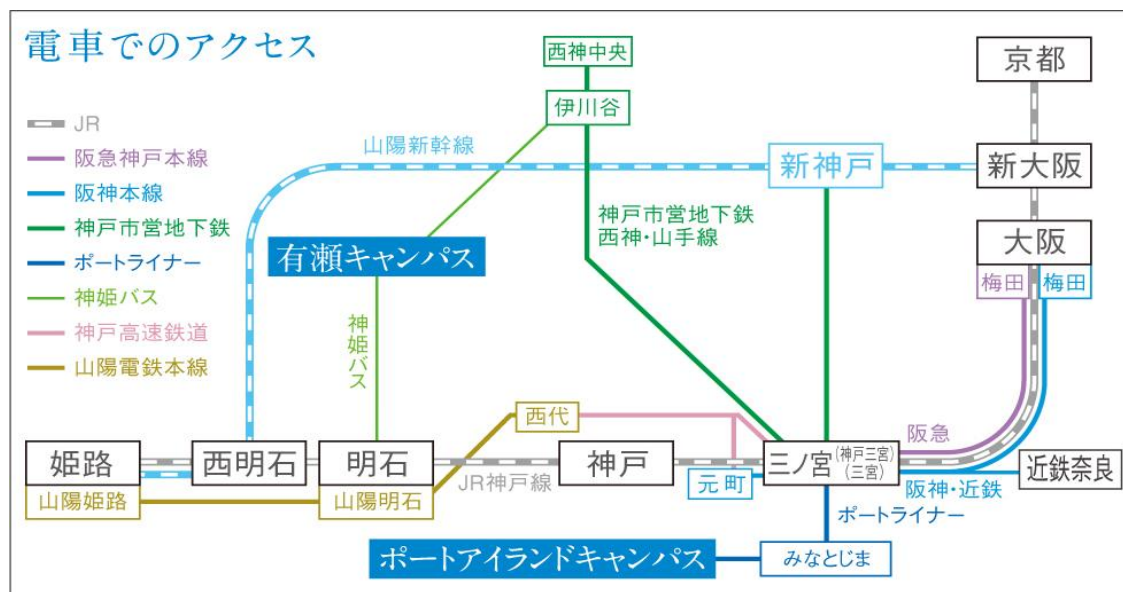 電車でのアクセス
JR
阪急神戸本線
阪神本線
神戸市営地下鉄
ポートライナー
神姫バス
神戸高速鉄道
山陽電鉄本線
西神中央
伊川谷
京都
山陽新幹線
新神戸
新大阪
神戸市営地下鉄
西神・山手線
大阪
梅田
梅田
有瀬キャンパス
神姫バス
西代
阪急
姫路
西明石
明石
神戸
三ノ宮
(神戸三宮)
(三宮)
近鉄奈良
JR神戸線
元町
阪神・近鉄
山陽姫路
山陽明石
ポートライナー
ポートアイランドキャンパス
みなとじま